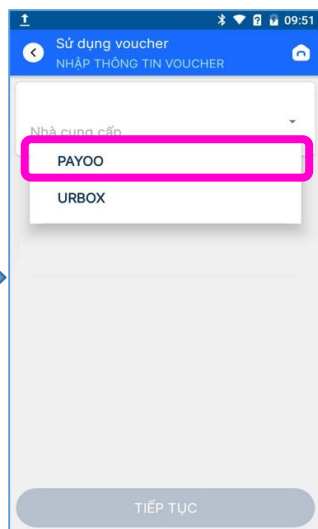 09:51
Sử dụng voucher
NHẬP THÔNG TIN VOUCHER
Nhà cung cấp
PAYOO
URBOX
TIẾP TỤC